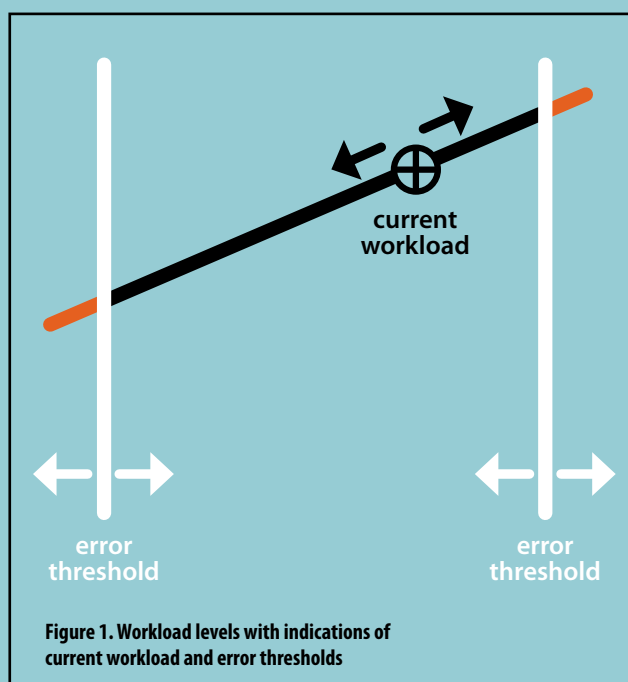 current
workload
error
threshold
error
threshold
Figure 1. Workload levels with indications of
current workload and error thresholds